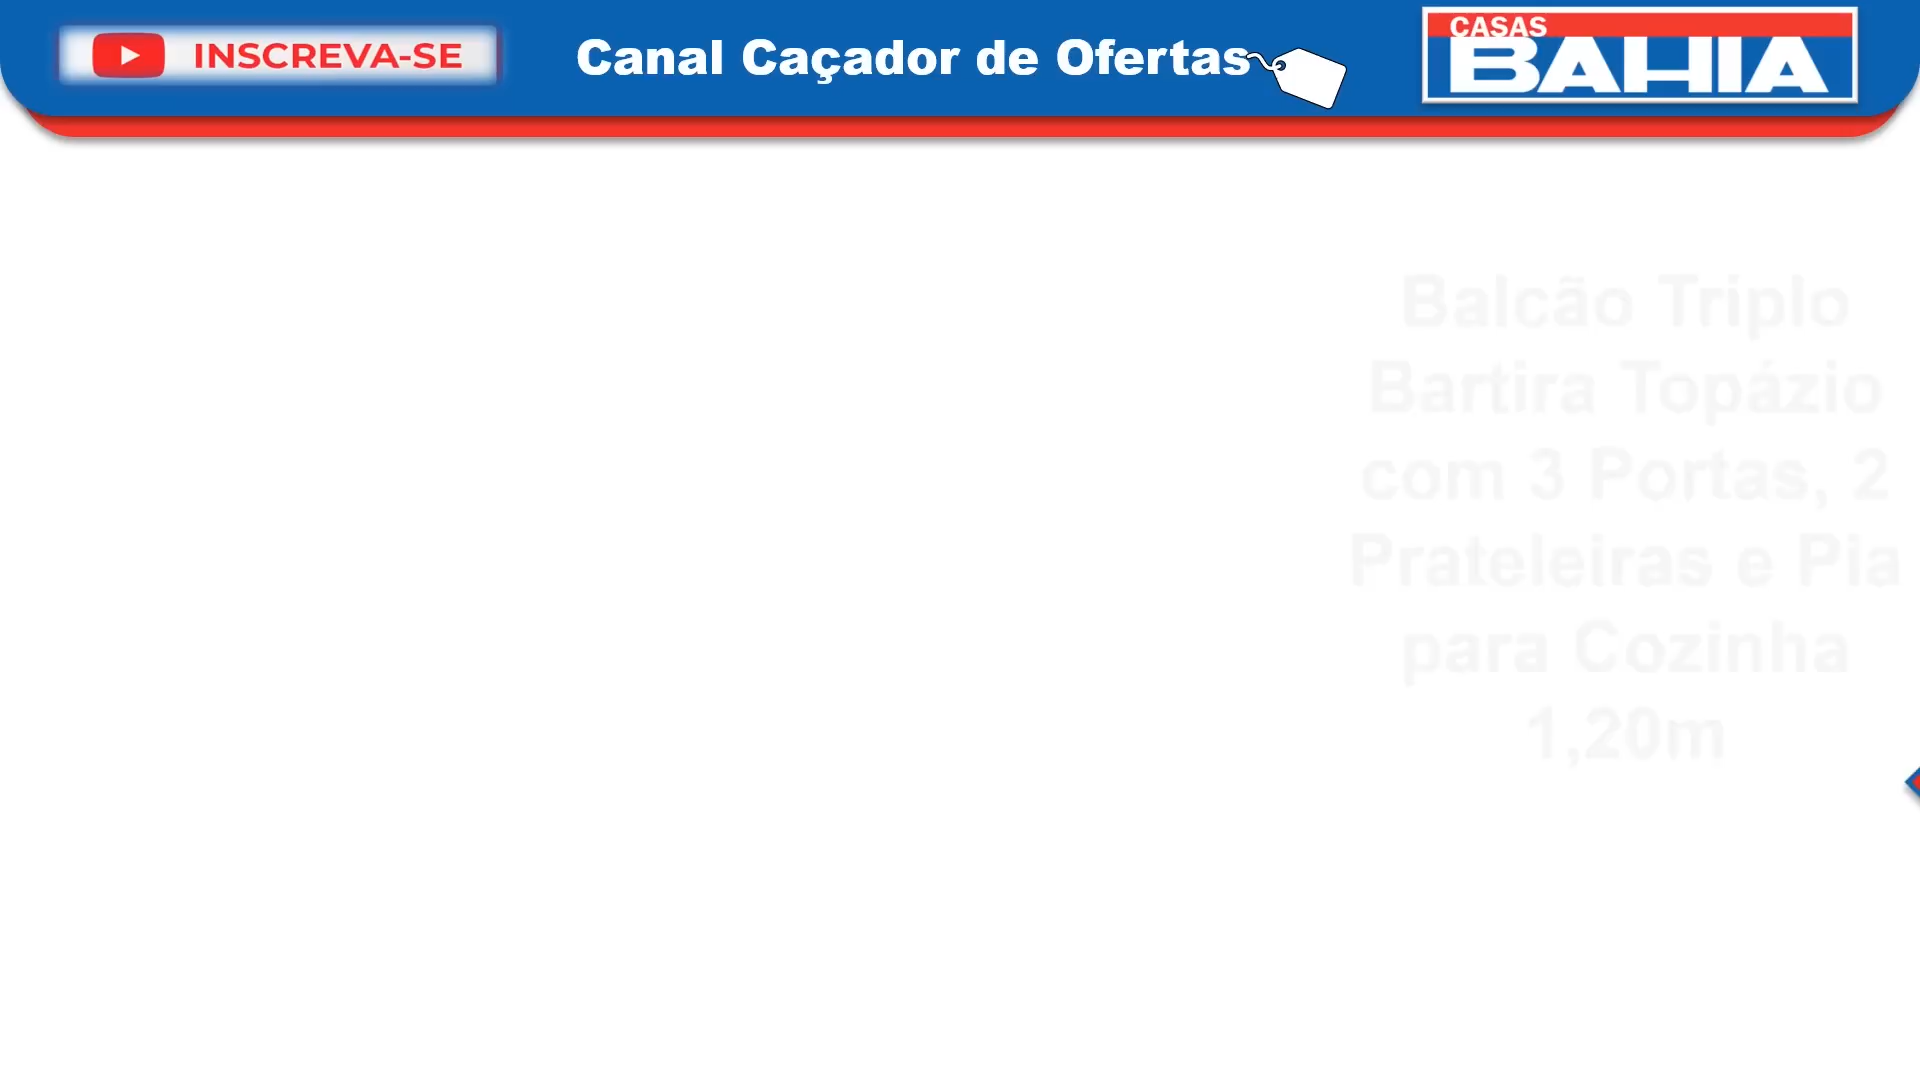 INSCREVA-SE
Canal Caçador de Ofertas
CASAS
BAHIA
Balcão Triplo
Bartira Topázio
com 3 Portas, 2
Prateleiras e Pia
para Cozinha
1,20m